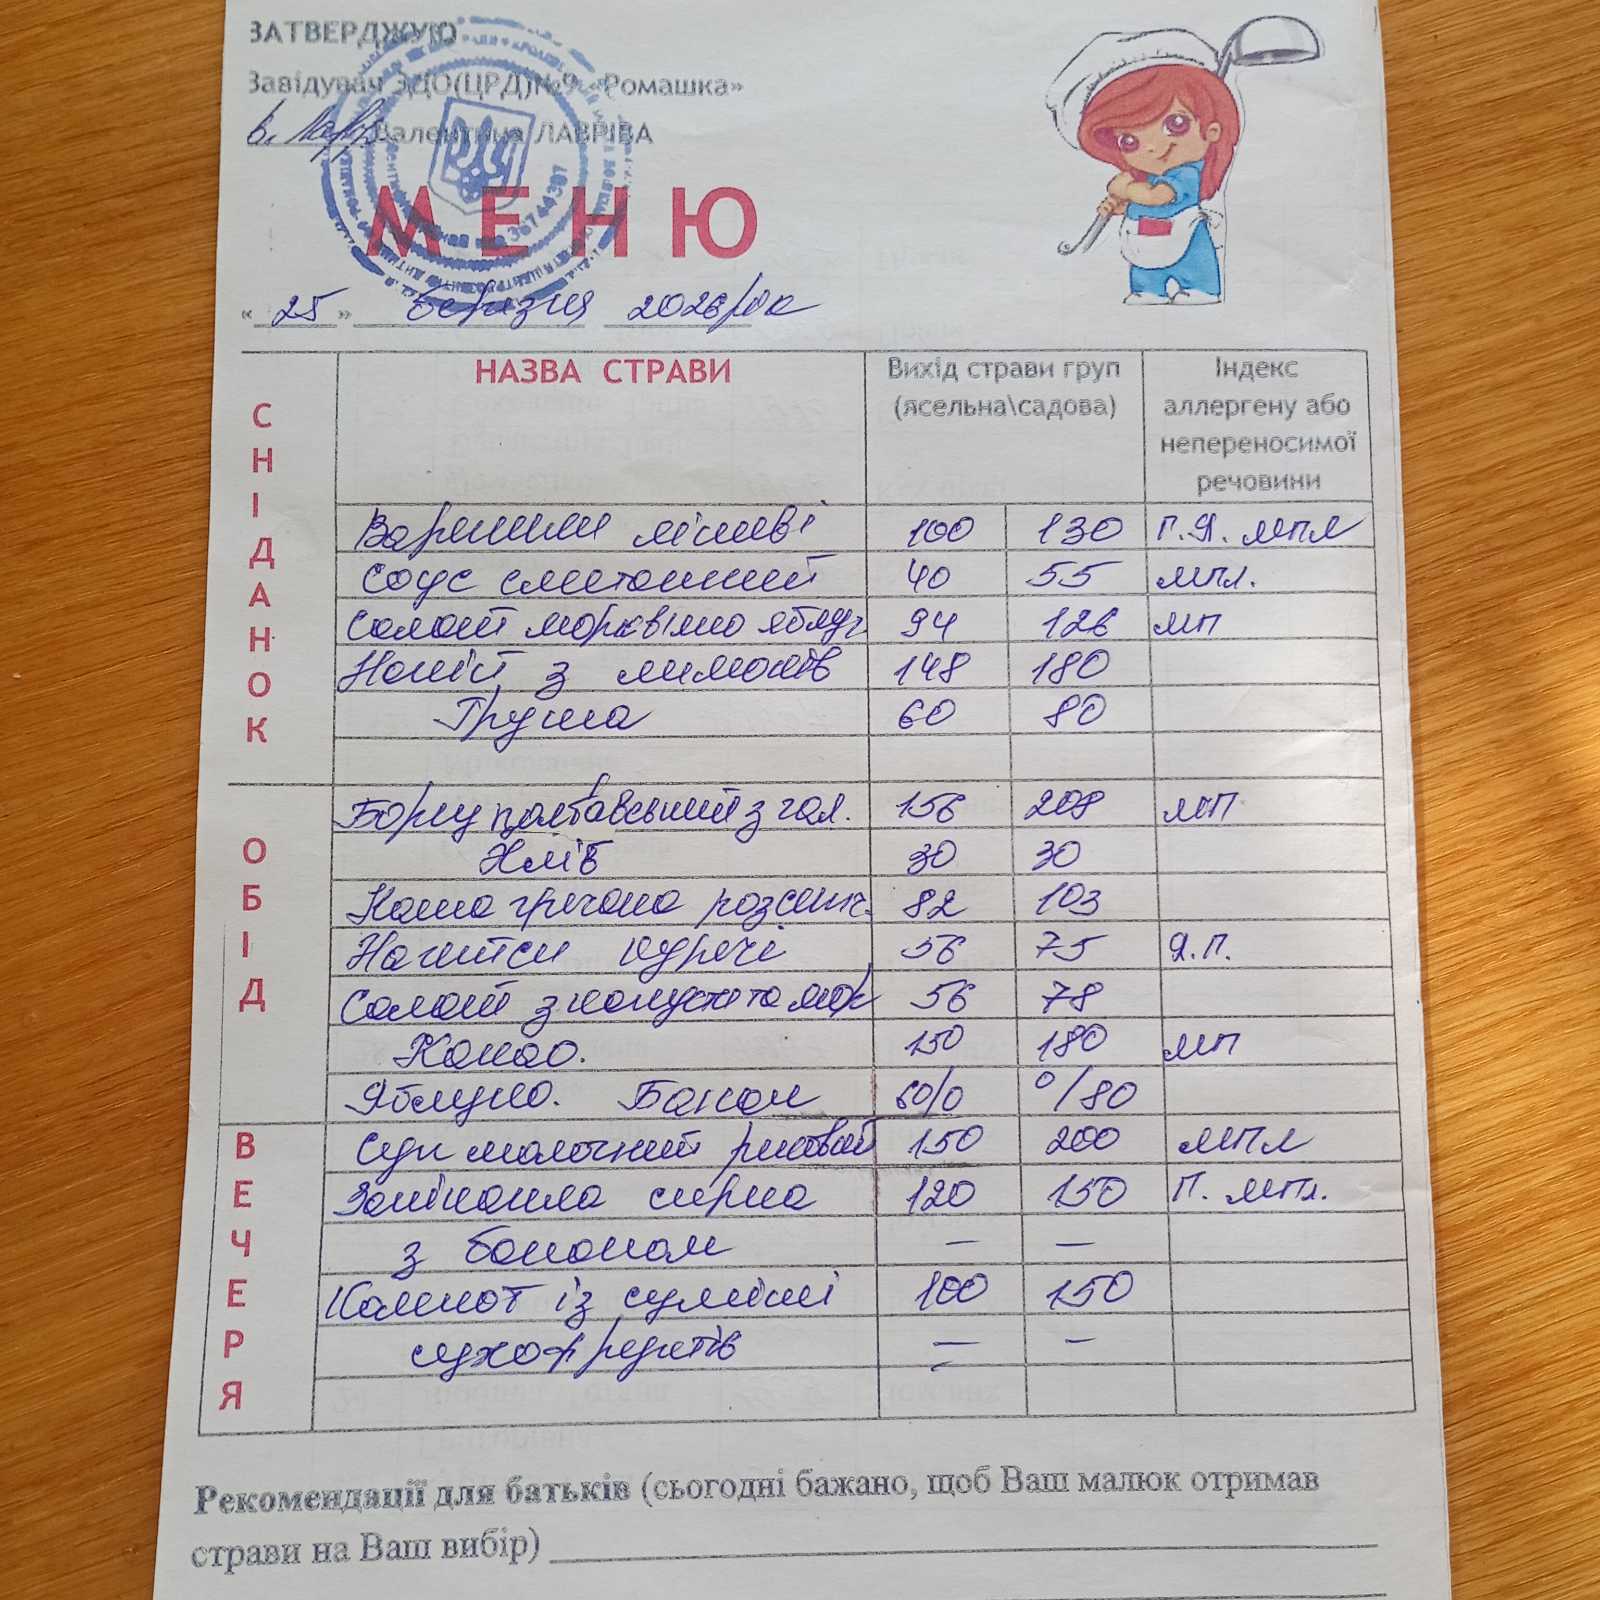 ЗАТВЕРДЖУЮ
Завідувач ЗДО(ЦРД)№9 «Ромашка»
Валентина ЛАВРІВА
МЕНЮ
« 25 » березня 2026 рок
СНІДАНОК
НАЗВА СТРАВИ Вихід страви груп (ясельна\садова) Індекс аллергену або непереносимої речовини
Вареники ліниві 100 130 Г.Я. МПЛ
Соус сметанний 40 55 МПЛ.
Салат морквяно яблуч 94 126 МП
Напій з лимонів 148 180
Груша 60 80
ОБІД
Борщ полтавський з гал. 156 208 МП
Хліб 30 30
Каша гречана розсипч. 82 103
Нагитси курячі 56 75 Я.П.
Салат з капусти та мор 56 78
Какао. 150 180 МП
Яблуко. Банан 60/0 0/80
ВЕЧЕРЯ
Суп молочний рисовий 150 200 МПЛ
Запіканка сирна 120 150 П. МПЛ.
з бананом — —
Компот із суміші 100 150
сухофруктів — —
Рекомендації для батьків (сьогодні бажано, щоб Ваш малюк отримав
страви на Ваш вибір)